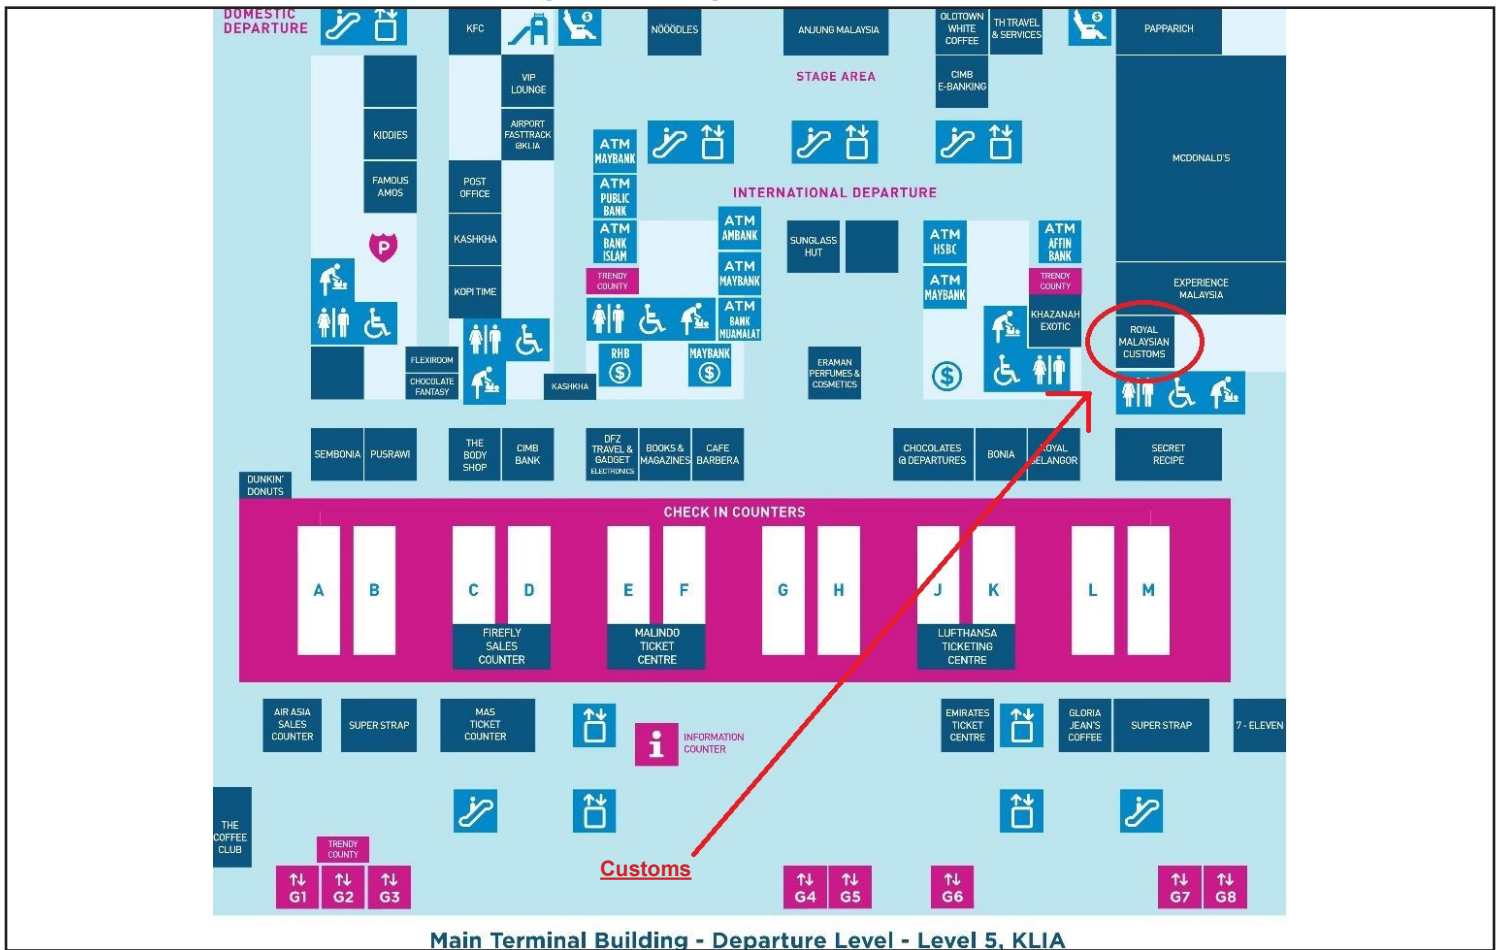 DOMESTIC
DEPARTURE
KFC
NÖÖÖDLES
ANJUNG MALAYSIA
OLDTOWN
WHITE
COFFEE
TH TRAVEL
& SERVICES
PAPPARICH
VIP
LOUNGE
STAGE AREA
CIMB
E-BANKING
KIDDIES
AIRPORT
FASTTRACK
@KLIA
ATM
MAYBANK
MCDONALD'S
FAMOUS
AMOS
POST
OFFICE
ATM
PUBLIC
BANK
INTERNATIONAL DEPARTURE
P
KASHKHA
ATM
BANK
ISLAM
ATM
AMBANK
SUNGLASS
HUT
ATM
HSBC
ATM
AFFIN
BANK
KOPI TIME
TRENDY
COUNTY
ATM
MAYBANK
ATM
MAYBANK
TRENDY
COUNTY
EXPERIENCE
MALAYSIA
ATM
BANK
MUAMALAT
KHAZANAH
EXOTIC
ROYAL
MALAYSIAN
CUSTOMS
FLEXIROOM
CHOCOLATE
FANTASY
KASHKHA
RHB
$
MAYBANK
$
ERAMAN
PERFUMES &
COSMETICS
$
SEMBONIA
PUSRAWI
THE
BODY
SHOP
CIMB
BANK
DFZ
TRAVEL &
GADGET
ELECTRONICS
BOOKS &
MAGAZINES
CAFE
BARBERA
CHOCOLATES
@ DEPARTURES
BONIA
ROYAL
SELANGOR
SECRET
RECIPE
DUNKIN'
DONUTS
CHECK IN COUNTERS
A B C D E F G H J K L M
FIREFLY
SALES
COUNTER
MALINDO
TICKET
CENTRE
LUFTHANSA
TICKETING
CENTRE
AIR ASIA
SALES
COUNTER
SUPER STRAP
MAS
TICKET
COUNTER
i
INFORMATION
COUNTER
EMIRATES
TICKET
CENTRE
GLORIA
JEAN'S
COFFEE
SUPER STRAP
7 - ELEVEN
THE
COFFEE
CLUB
TRENDY
COUNTY
Customs
G1 G2 G3 G4 G5 G6 G7 G8
Main Terminal Building - Departure Level - Level 5, KLIA